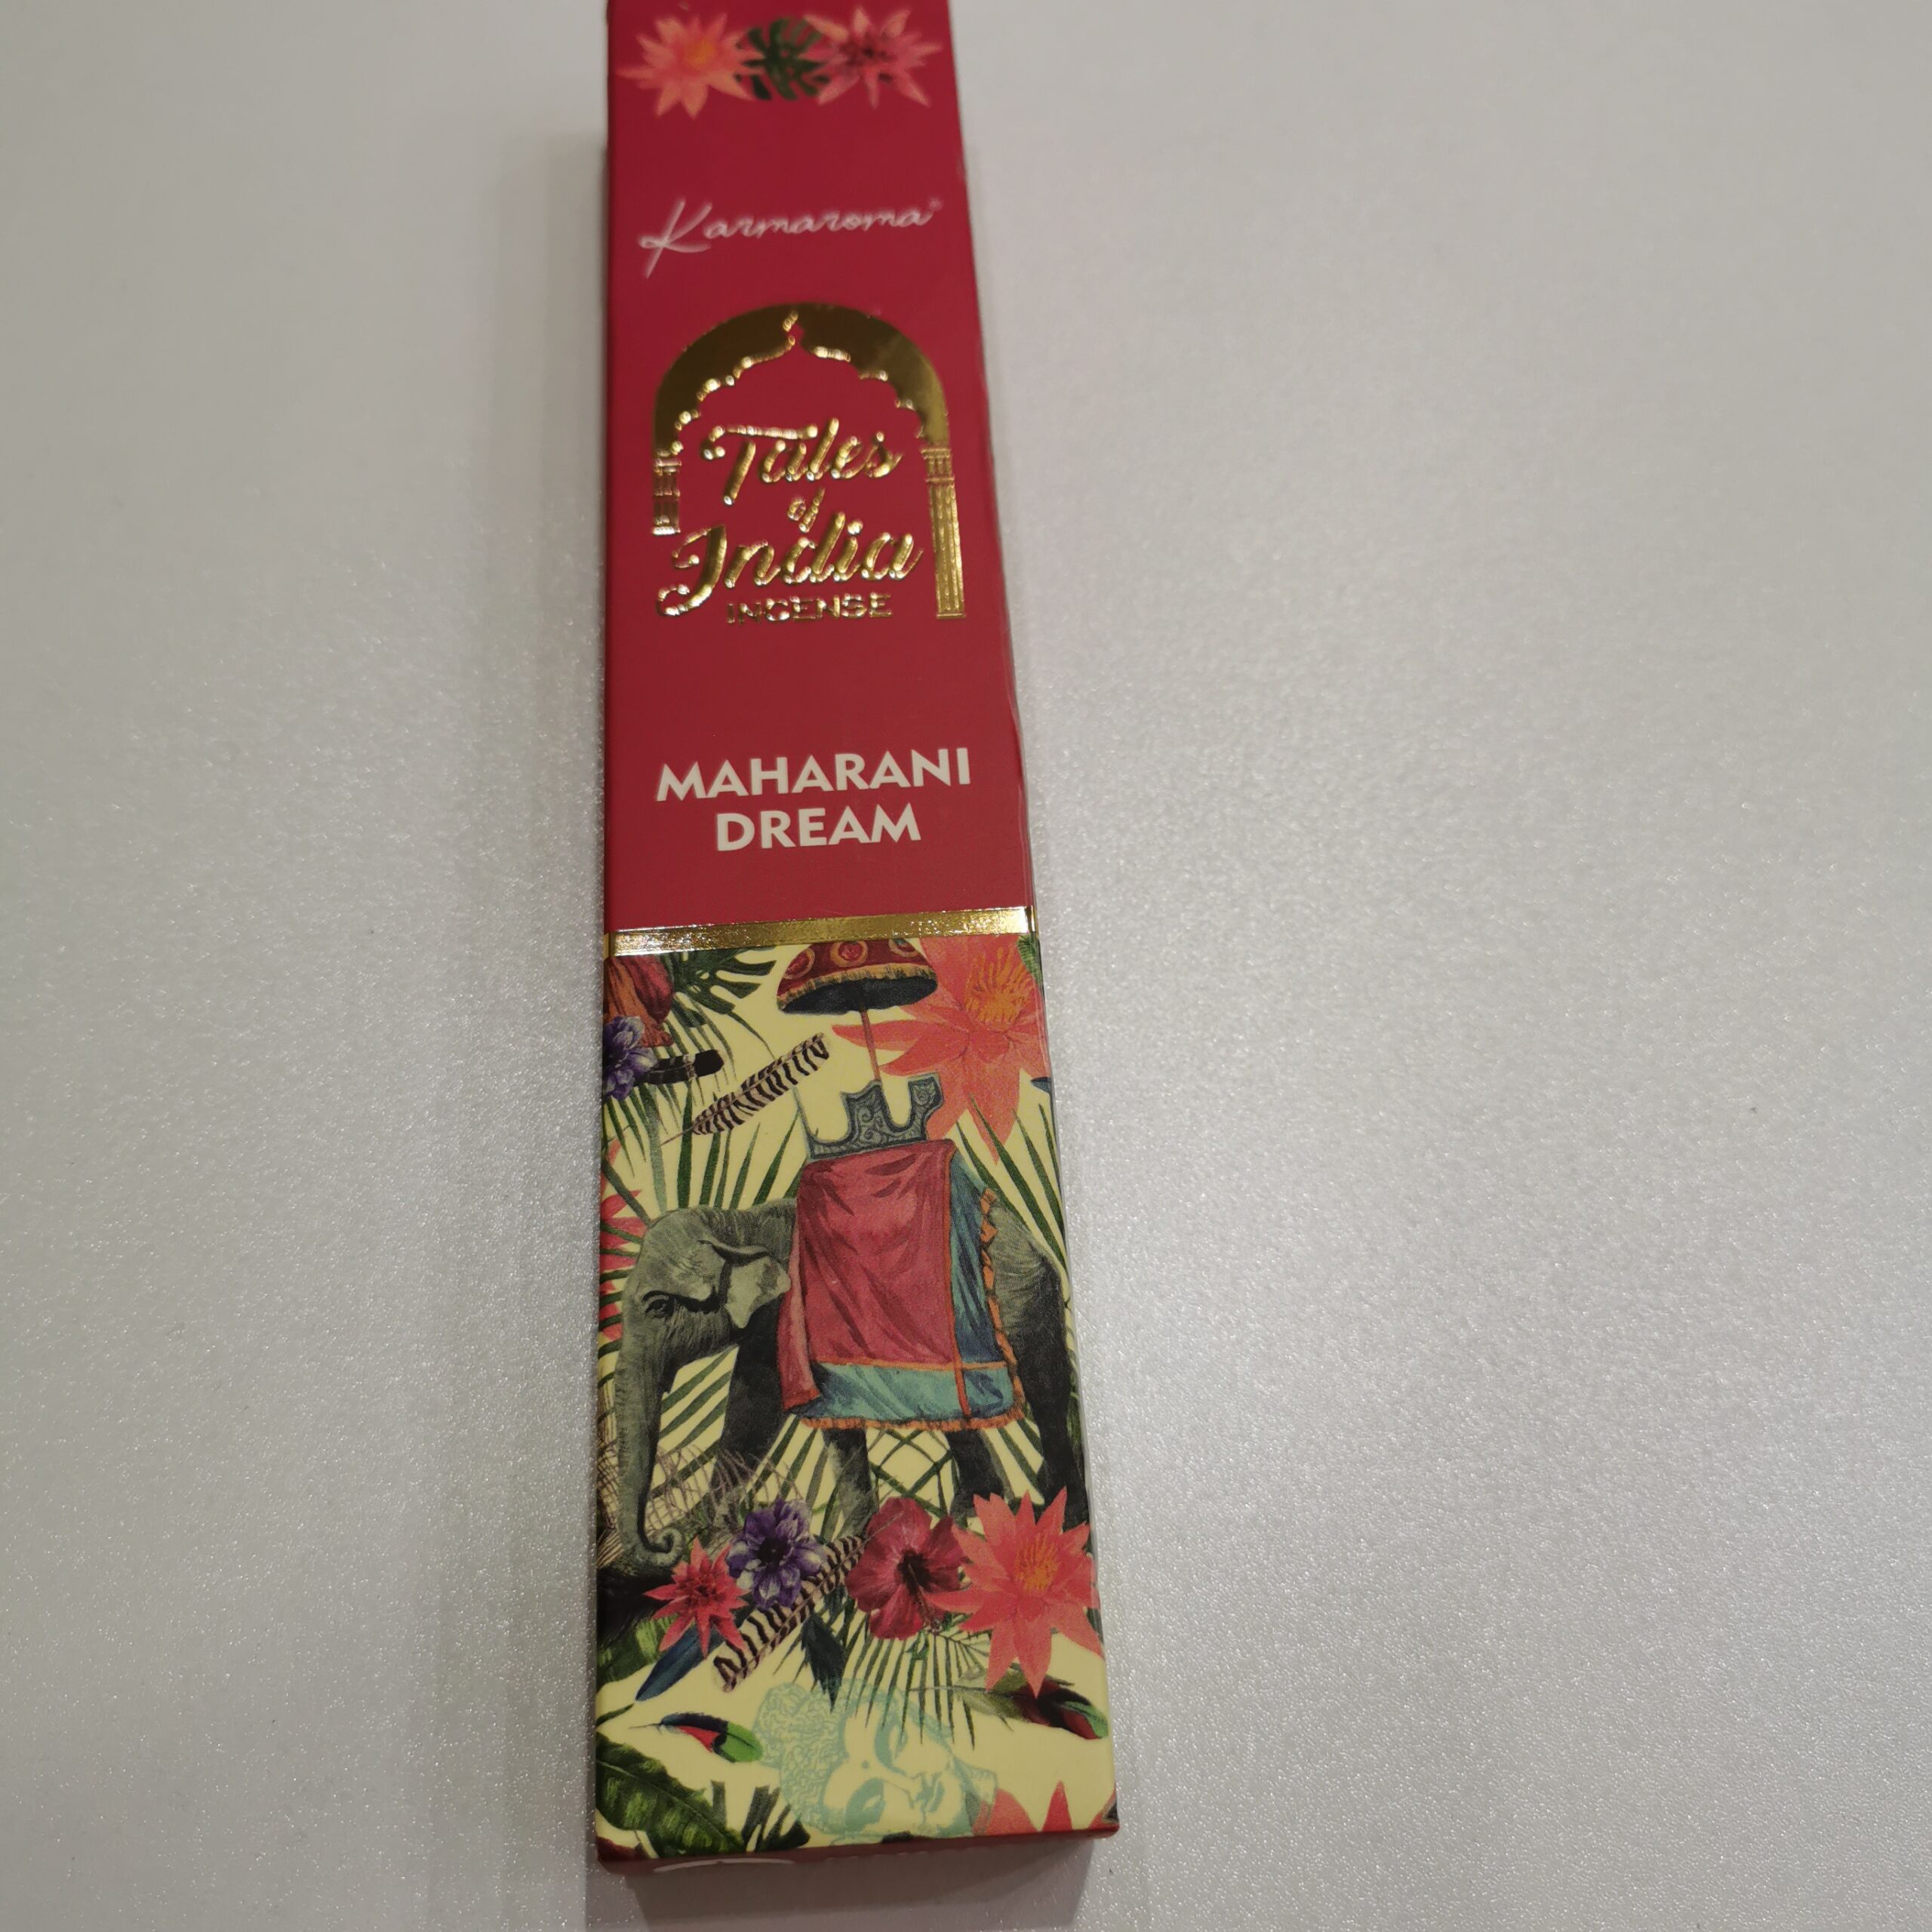 Karmaroma®
Tales
of
India
INCENSE
MAHARANI
DREAM